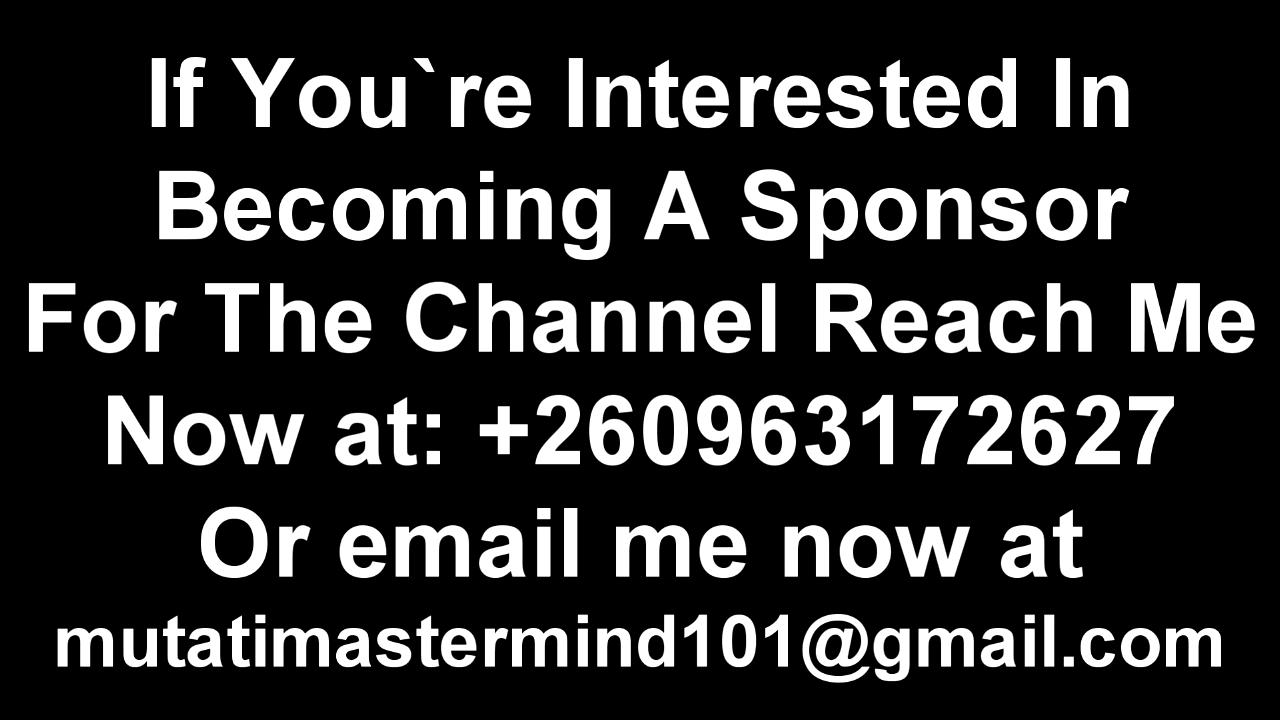 If You`re Interested In
Becoming A Sponsor
For The Channel Reach Me
Now at: +260963172627
Or email me now at
mutatimastermind101@gmail.com